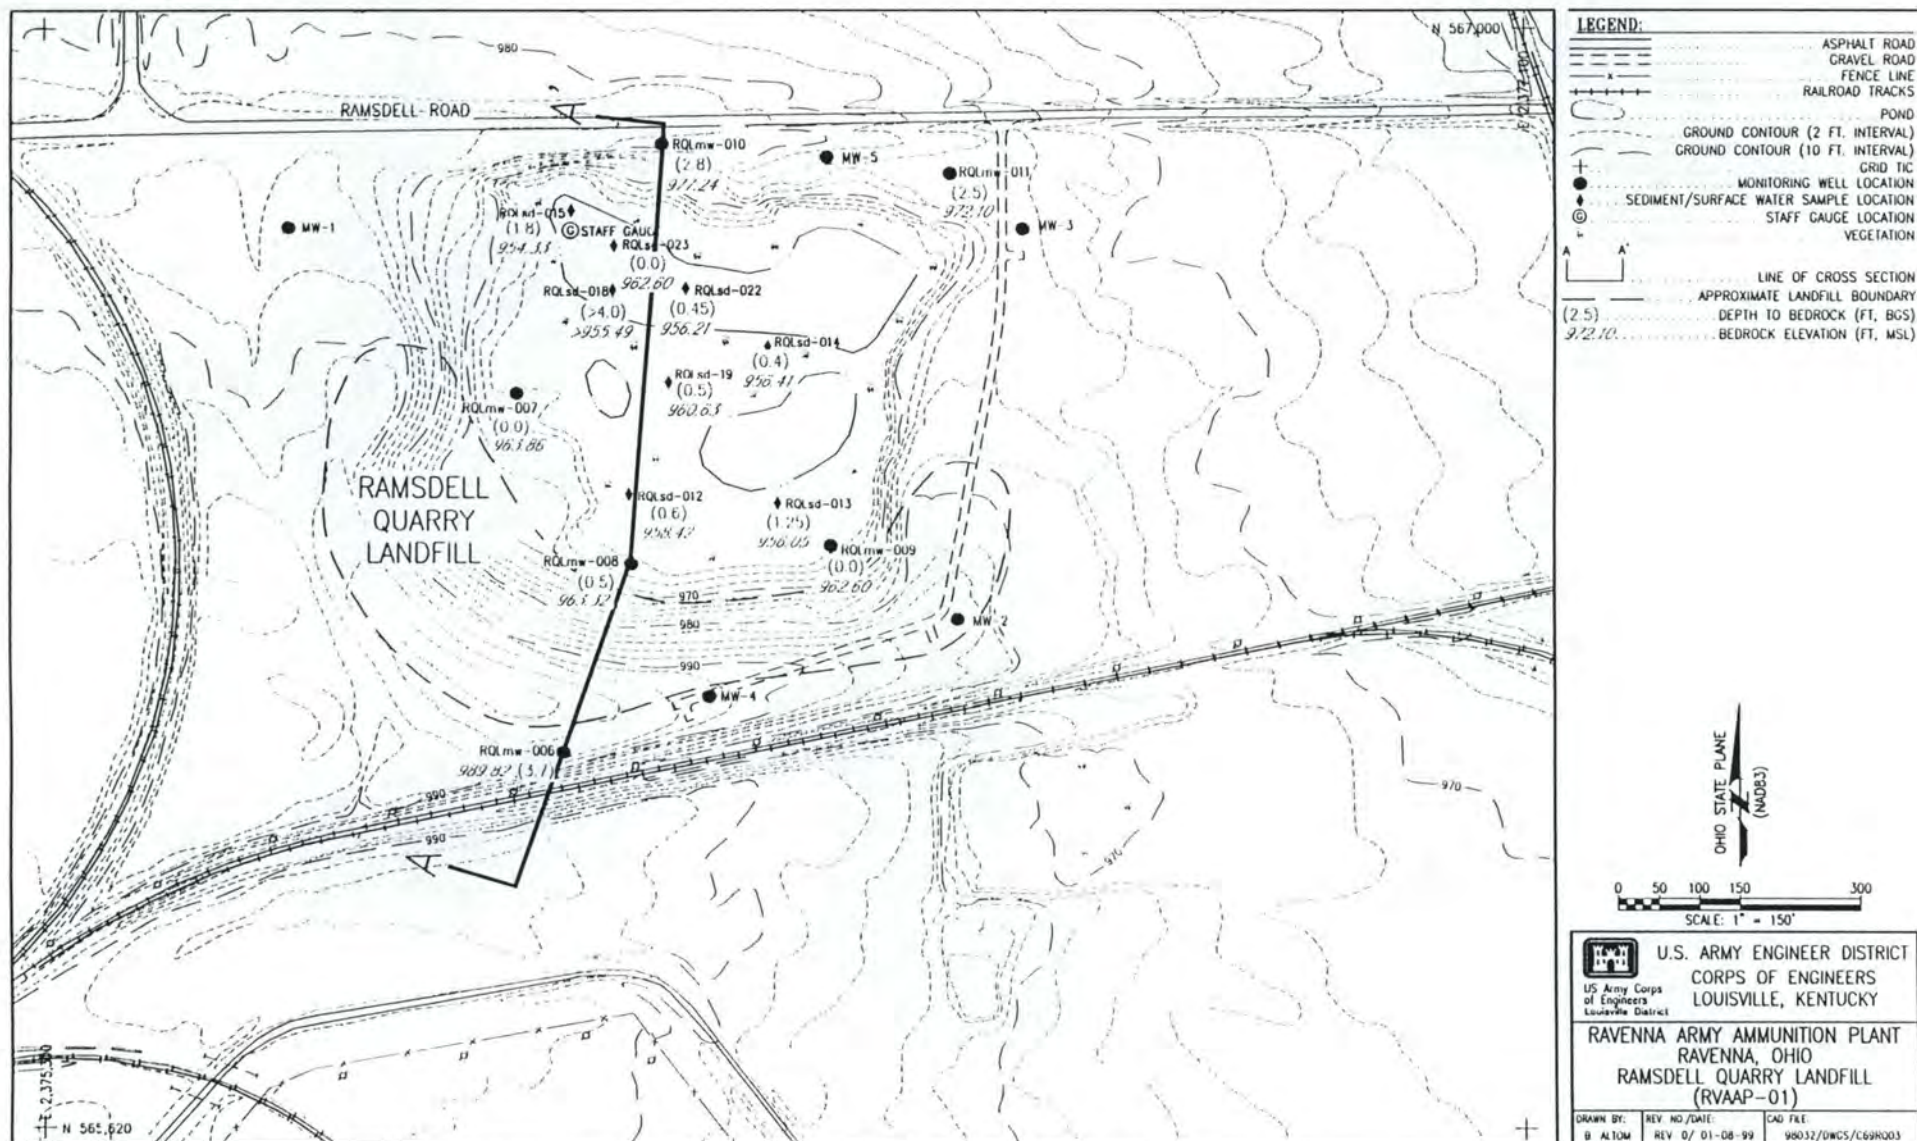 980
N 567,000
E 2,377,100
RAMSDELL ROAD
A'
RQLmw-010
(2.8)
971.24
MW-5
RQLmw-011
(2.5)
972.10
MW-1
MW-3
RQLsd-015
(1.8)
954.33
STAFF GAUGE
RQLsd-023
(0.0)
962.60
RQLsd-018
(>4.0)
>955.49
RQLsd-022
(0.45)
956.21
RQLsd-014
(0.4)
956.41
RQLsd-19
(0.5)
960.63
RQLmw-007
(0.0)
963.86
RAMSDELL
QUARRY
LANDFILL
RQLsd-012
(0.6)
958.42
RQLsd-013
(1.25)
956.05
RQLmw-008
(0.5)
963.32
RQLmw-009
(0.0)
962.60
970
980
990
MW-2
MW-4
RQLmw-006
989.82
990
990
A
970
970
N 565,620
LEGEND:
ASPHALT ROAD
GRAVEL ROAD
FENCE LINE
RAILROAD TRACKS
POND
GROUND CONTOUR (2 FT. INTERVAL)
GROUND CONTOUR (10 FT. INTERVAL)
GRID TIC
MONITORING WELL LOCATION
SEDIMENT/SURFACE WATER SAMPLE LOCATION
G STAFF GAUGE LOCATION
VEGETATION
A A'
LINE OF CROSS SECTION
APPROXIMATE LANDFILL BOUNDARY
(2.5) DEPTH TO BEDROCK (FT, BGS)
972.10 BEDROCK ELEVATION (FT, MSL)
OHIO STATE PLANE
(NAD83)
0 50 100 150 300
SCALE: 1" = 150'
US Army Corps
of Engineers
Louisville District
U.S. ARMY ENGINEER DISTRICT
CORPS OF ENGINEERS
LOUISVILLE, KENTUCKY
RAVENNA ARMY AMMUNITION PLANT
RAVENNA, OHIO
RAMSDELL QUARRY LANDFILL
(RVAAP-01)
DRAWN BY: REV. NO./DATE: CAD FILE:
B. ALTOM REV 0/ 01-08-99 98032/DWGS/C69R003